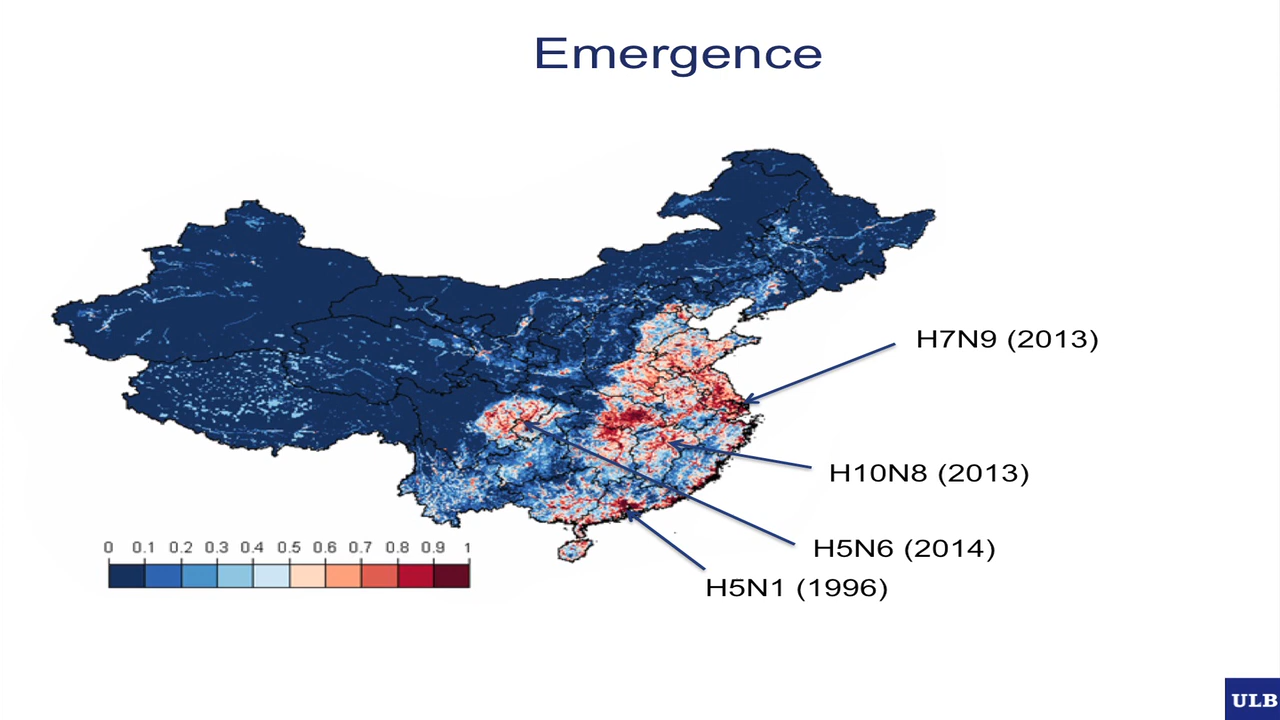 Emergence
H7N9 (2013)
H10N8 (2013)
H5N6 (2014)
0 0.1 0.2 0.3 0.4 0.5 0.6 0.7 0.8 0.9 1
H5N1 (1996)
ULB